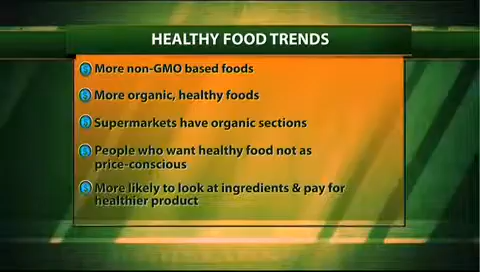 HEALTHY FOOD TRENDS
More non-GMO based foods
More organic, healthy foods
Supermarkets have organic sections
People who want healthy food not as
price-conscious
More likely to look at ingredients & pay for
healthier product